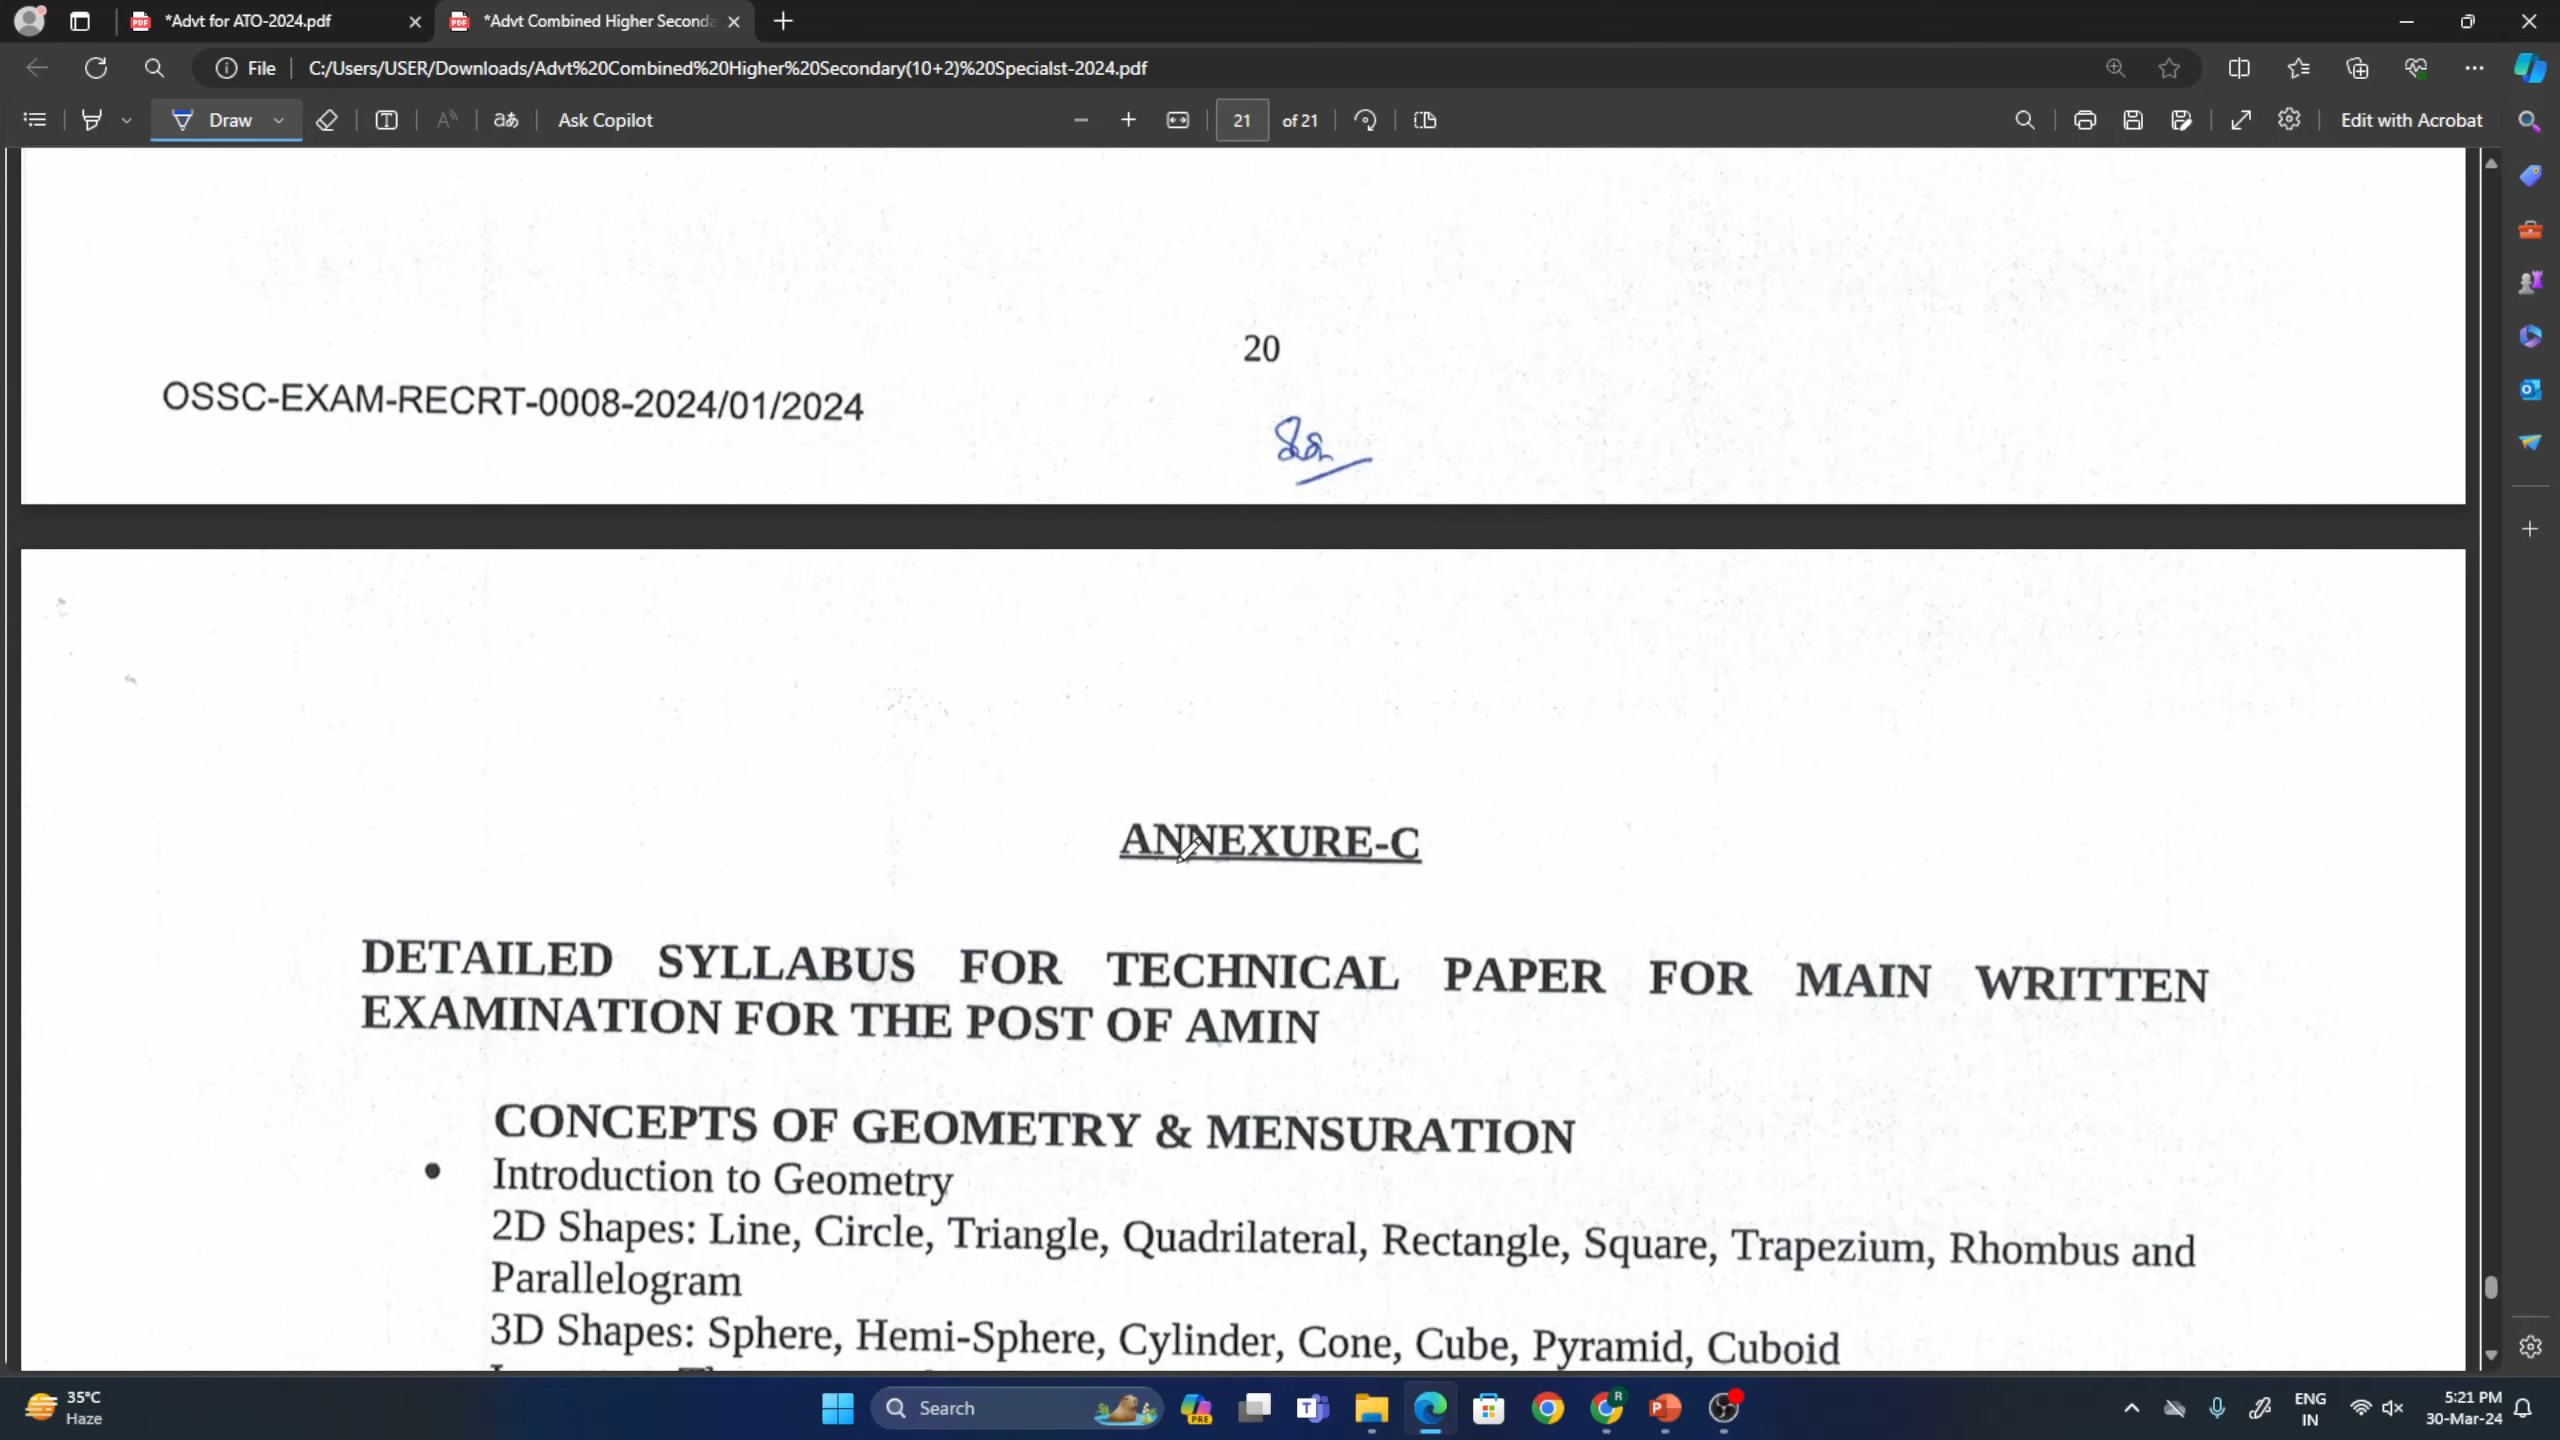 *Advt for ATO-2024.pdf
*Advt Combined Higher Seconda
File
C:/Users/USER/Downloads/Advt%20Combined%20Higher%20Secondary(10+2)%20Specialst-2024.pdf
Draw
aあ
Ask Copilot
21 of 21
Edit with Acrobat
20
OSSC-EXAM-RECRT-0008-2024/01/2024
ANNEXURE-C
DETAILED SYLLABUS FOR TECHNICAL PAPER FOR MAIN WRITTEN
EXAMINATION FOR THE POST OF AMIN
CONCEPTS OF GEOMETRY & MENSURATION
• Introduction to Geometry
2D Shapes: Line, Circle, Triangle, Quadrilateral, Rectangle, Square, Trapezium, Rhombus and
Parallelogram
3D Shapes: Sphere, Hemi-Sphere, Cylinder, Cone, Cube, Pyramid, Cuboid
35°C
Haze
Search
PRE
ENG
IN
5:21 PM
30-Mar-24